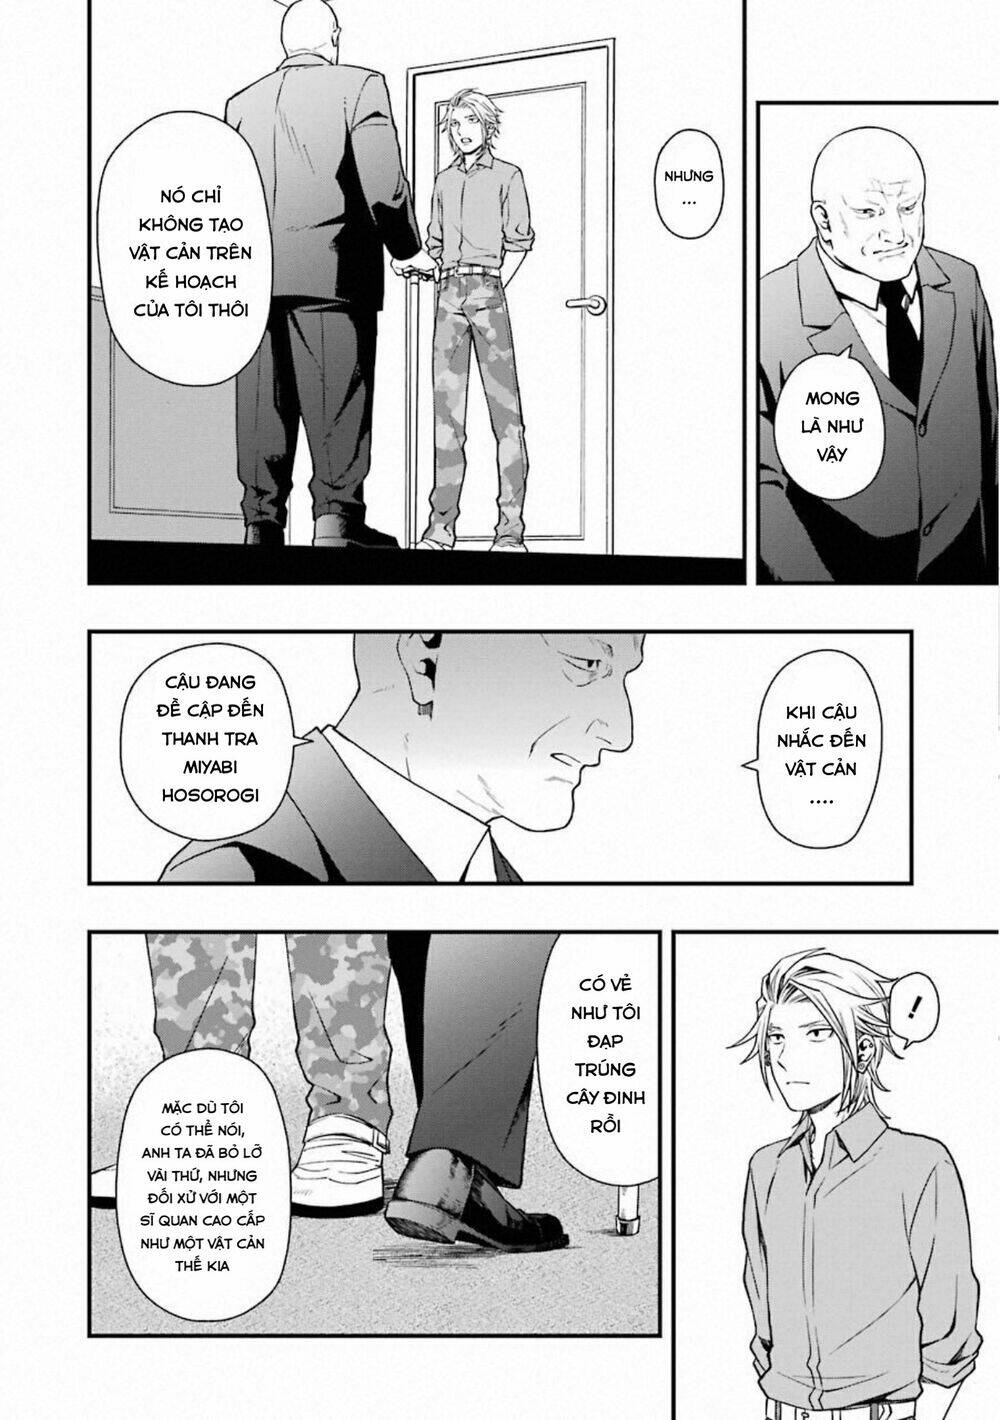 MONG
LÀ NHƯ
VẬY
NHƯNG
...
NÓ CHỈ
KHÔNG TẠO
VẬT CẢN TRÊN
KẾ HOẠCH
CỦA TÔI THÔI
KHI CẬU
NHẮC ĐẾN
VẬT CẢN
....
CẬU ĐANG
ĐỀ CẬP ĐẾN
THANH TRA
MIYABI
HOSOROGI
!
CÓ VẺ
NHƯ TÔI
ĐẠP
TRÚNG
CÂY ĐINH
RỒI
MẶC DÙ TÔI
CÓ THỂ NÓI,
ANH TA ĐÃ BỎ LỠ
VÀI THỨ, NHƯNG
ĐỐI XỬ VỚI MỘT
SĨ QUAN CAO CẤP
NHƯ MỘT VẬT CẢN
THẾ KIA